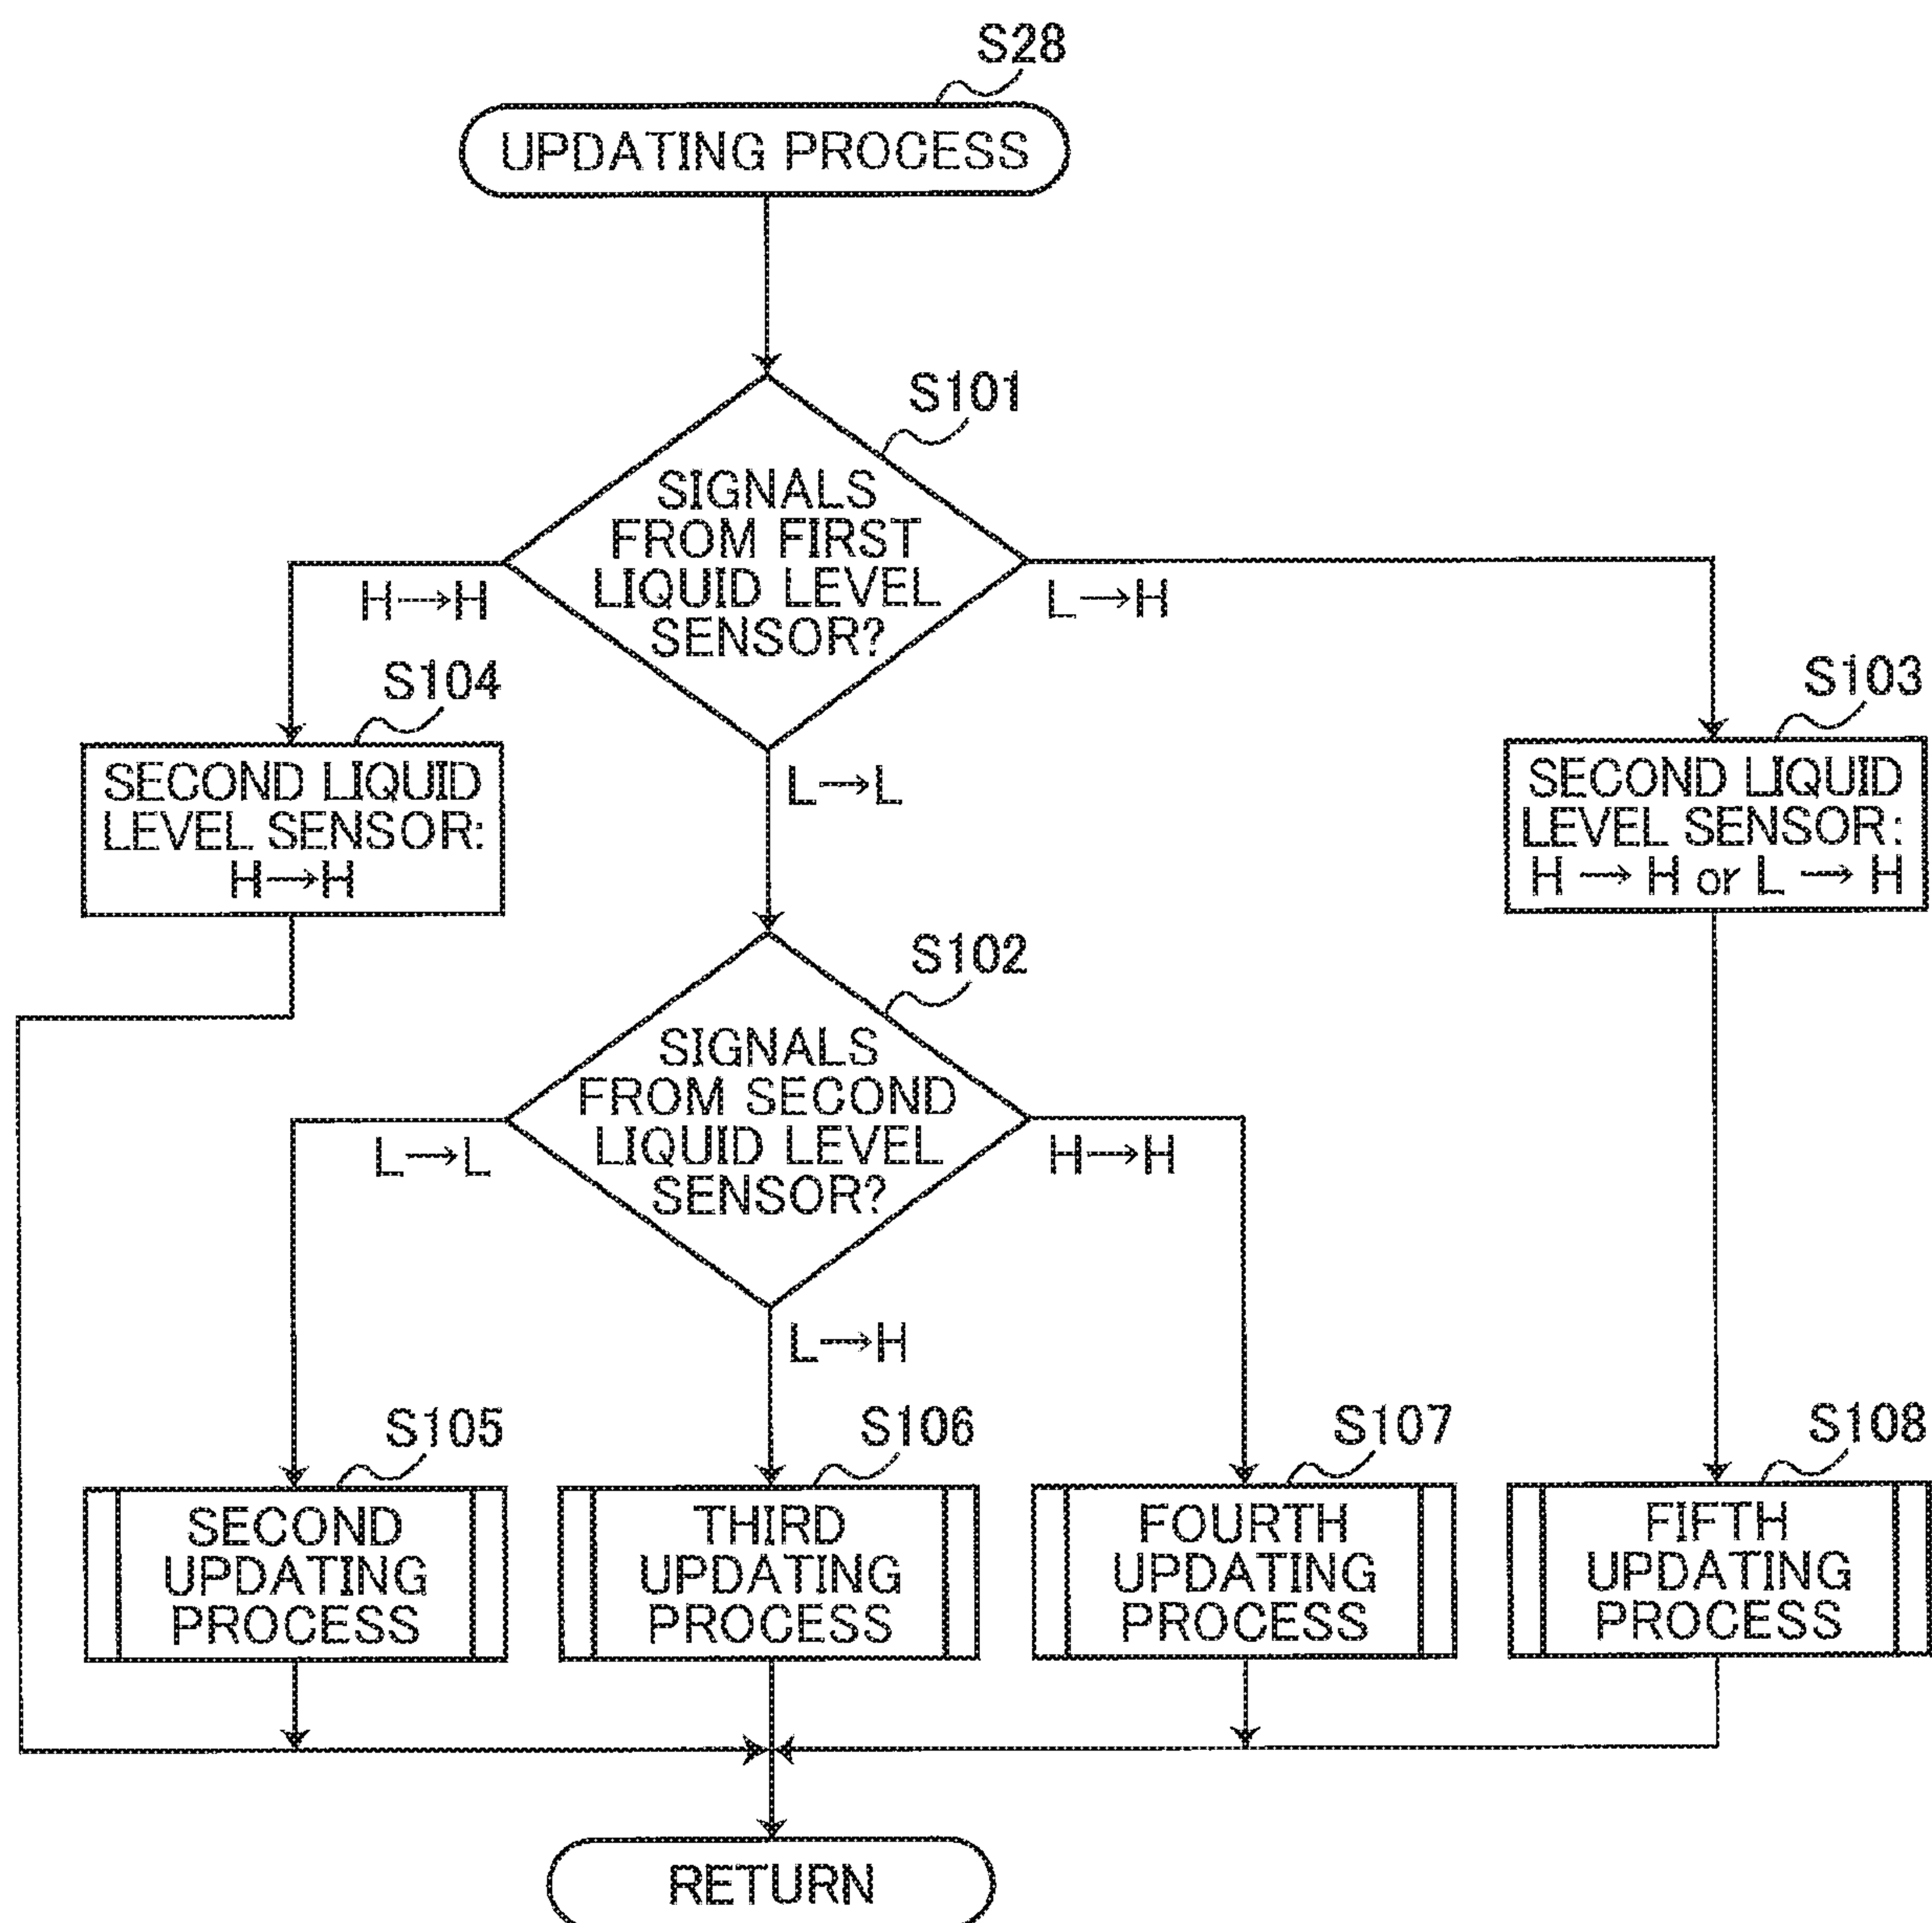 S28
UPDATING PROCESS
S101
SIGNALS
FROM FIRST
LIQUID LEVEL
SENSOR?
H→H
L→H
L→L
S104
SECOND LIQUID
LEVEL SENSOR:
H→H
S103
SECOND LIQUID
LEVEL SENSOR:
H → H or L → H
S102
SIGNALS
FROM SECOND
LIQUID LEVEL
SENSOR?
L→L
H→H
L→H
S105
SECOND
UPDATING
PROCESS
S106
THIRD
UPDATING
PROCESS
S107
FOURTH
UPDATING
PROCESS
S108
FIFTH
UPDATING
PROCESS
RETURN